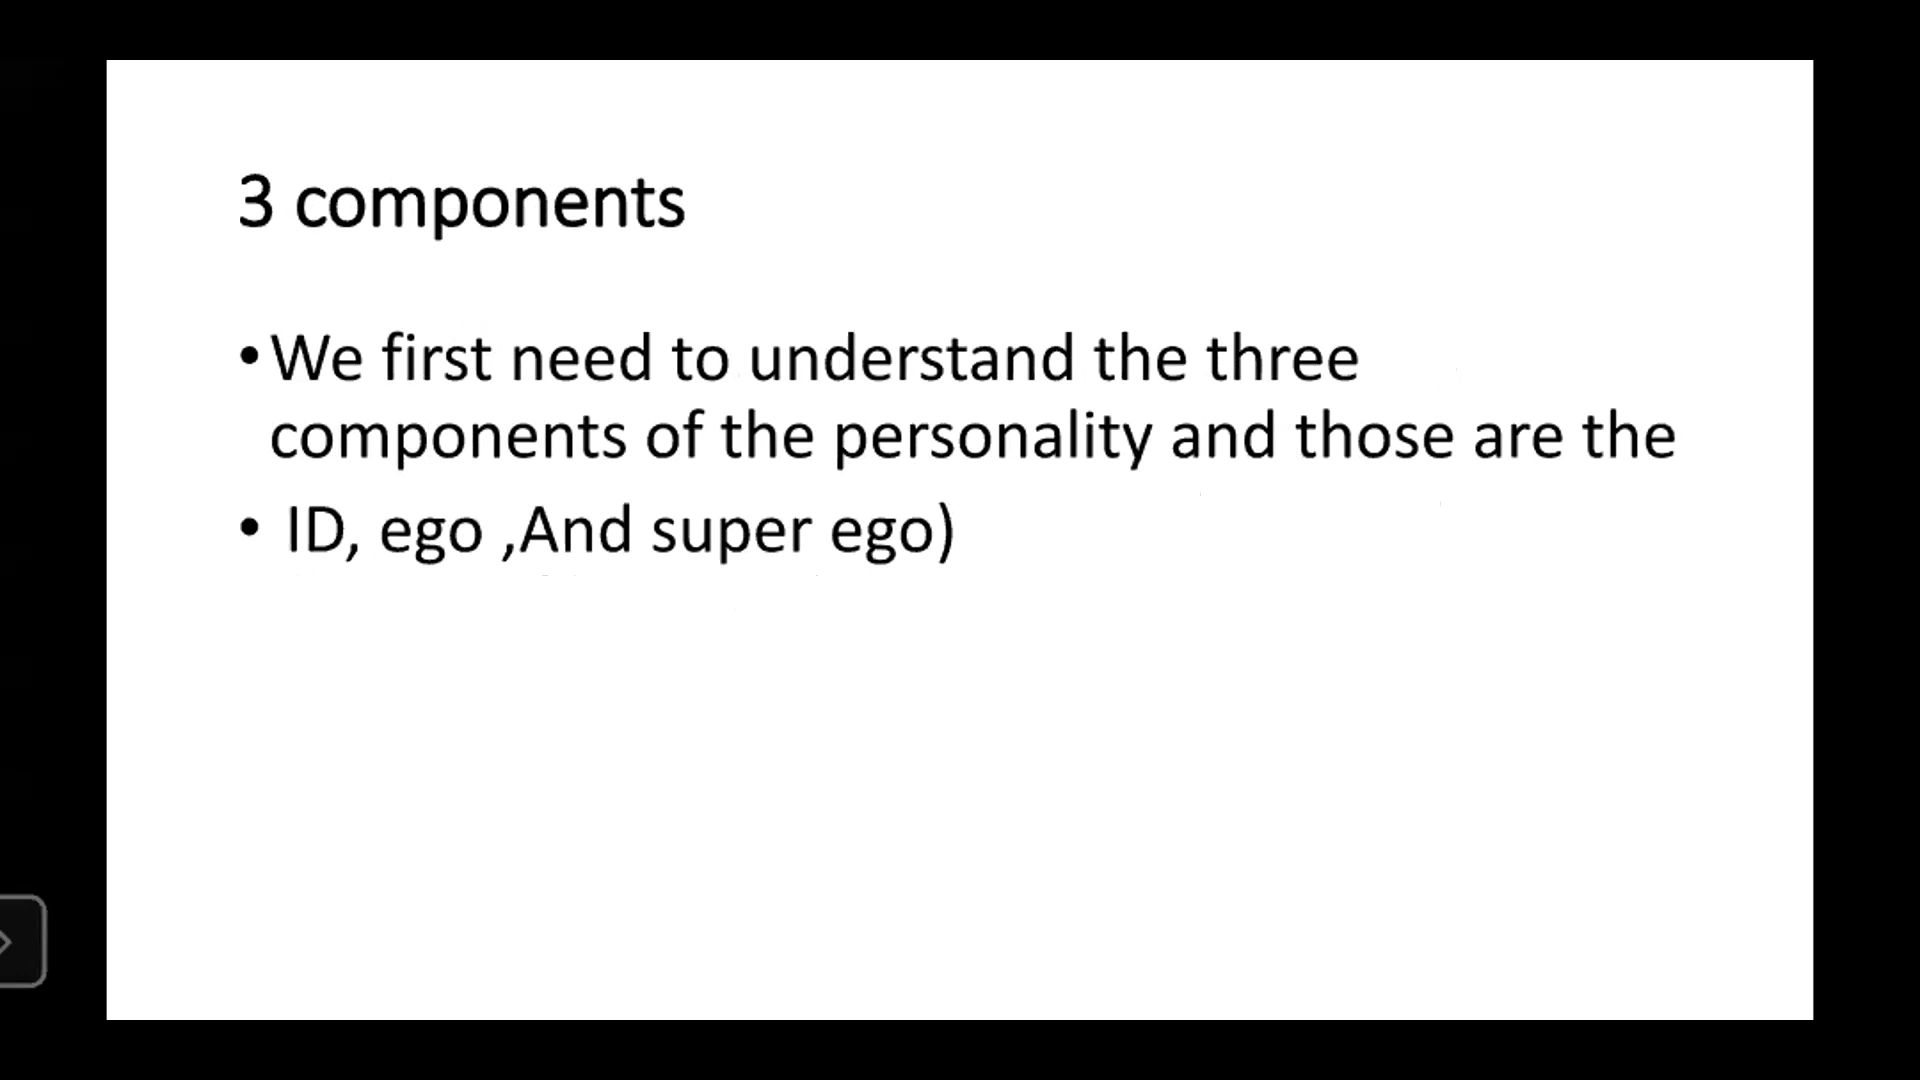 3 components
•We first need to understand the three
components of the personality and those are the
• ID, ego ,And super ego)